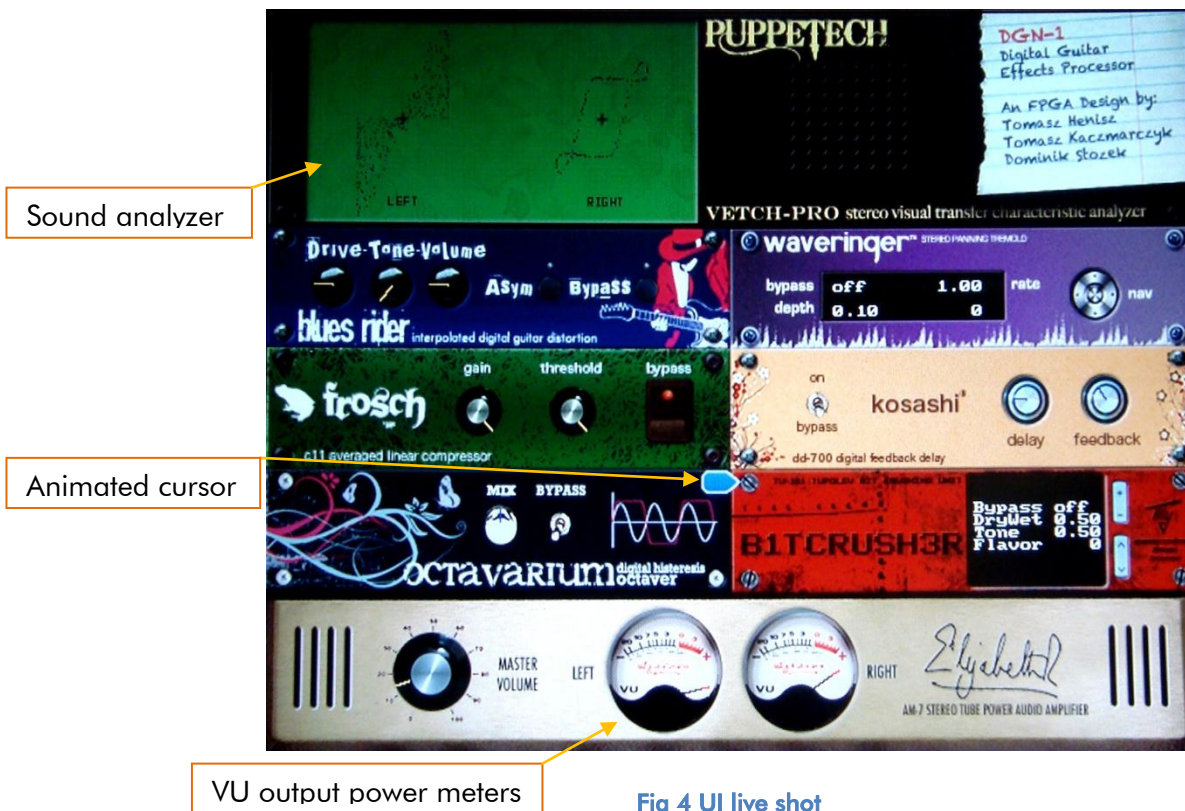 PUPPETECH
DGN-1
Digital Guitar
Effects Processor
An FPGA Design by:
Tomasz Henisz
Tomasz Kaczmarczyk
Dominik Stozek
LEFT
RIGHT
VETCH-PRO stereo visual transfer characteristic analyzer
Sound analyzer
Drive-Tone-Volume
Asym
Bypass
blues rider interpolated digital guitar distortion
waveringer™ STEREO PANNING TREMOLO
bypass off 1.00 rate
depth 0.10 0
nav
gain threshold bypass
frosch
c11 averaged linear compressor
on
bypass
kosashi
delay feedback
dd-700 digital feedback delay
Animated cursor
MIX BYPASS
OCTAVARIUM digital histeresis
octaver
B1TCRUSH3R
Bypass off
DryWet 0.50
Tone 0.50
Flavor 0
MASTER
VOLUME
LEFT
VU
VU
RIGHT
AM-7 STEREO TUBE POWER AUDIO AMPLIFIER
VU output power meters
Fig 4 UI live shot